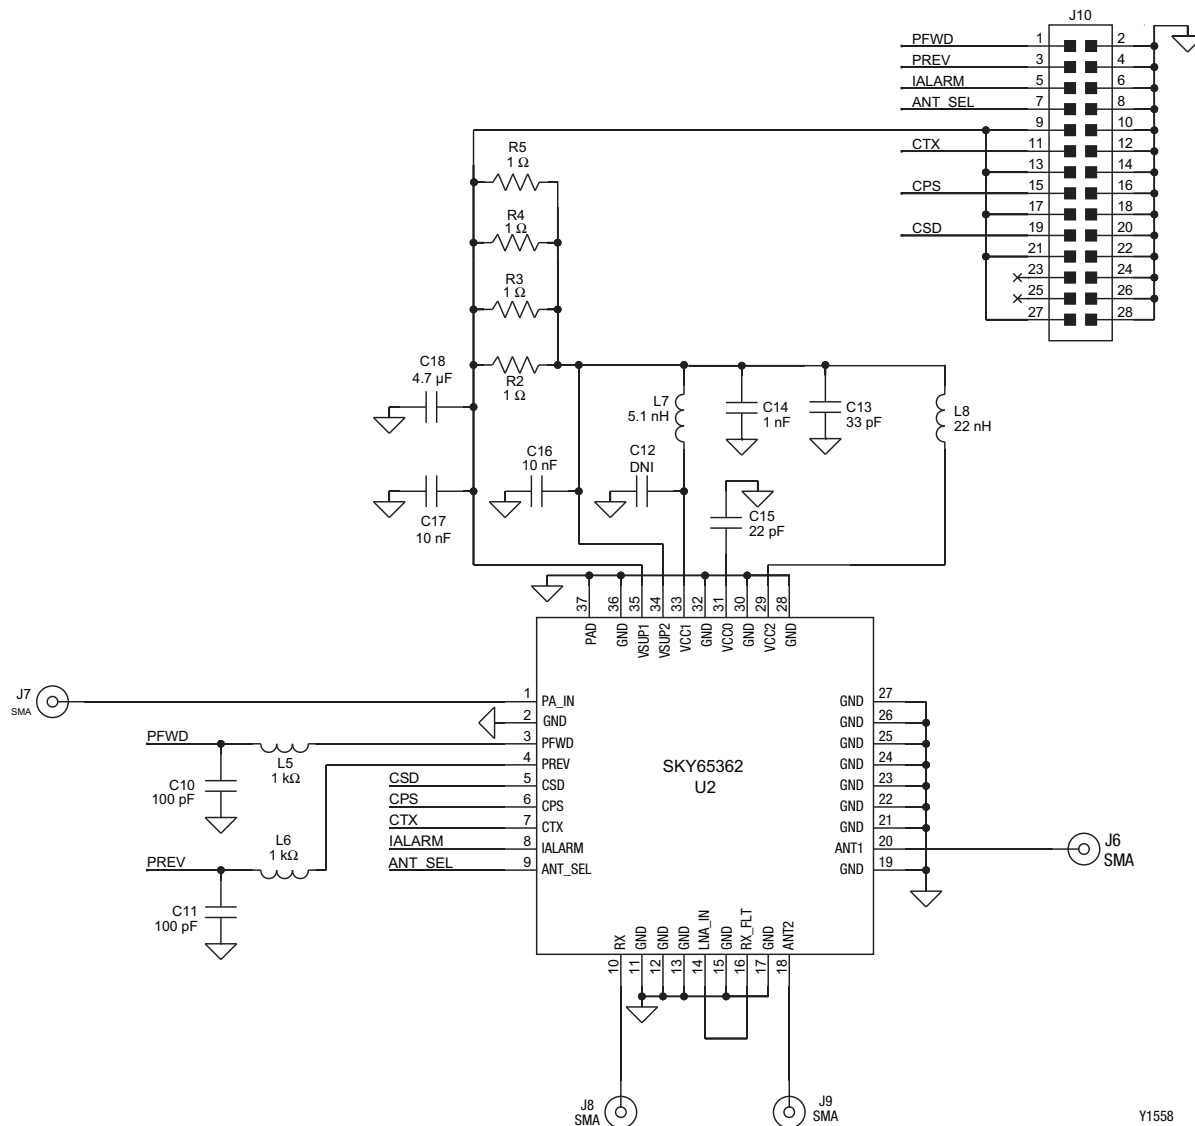 J10
PFWD 1 2
PREV 3 4
IALARM 5 6
ANT_SEL 7 8
9 10
CTX 11 12
13 14
CPS 15 16
17 18
CSD 19 20
21 22
23 24
25 26
27 28
R5
1 Ω
R4
1 Ω
R3
1 Ω
R2
1 Ω
C18
4.7 µF
C17
10 nF
C16
10 nF
C12
DNI
L7
5.1 nH
C14
1 nF
C13
33 pF
L8
22 nH
C15
22 pF
37 36 35 34 33 32 31 30 29 28
PAD GND VSUP1 VSUP2 VCC1 GND VCC0 GND VCC2 GND
J7
SMA
1 PA_IN
2 GND
3 PFWD
4 PREV
5 CSD
6 CPS
7 CTX
8 IALARM
9 ANT_SEL
PFWD
L5
1 kΩ
C10
100 pF
PREV
L6
1 kΩ
C11
100 pF
CSD
CPS
CTX
IALARM
ANT_SEL
SKY65362
U2
GND 27
GND 26
GND 25
GND 24
GND 23
GND 22
GND 21
ANT1 20
GND 19
J6
SMA
RX GND GND GND LNA_IN GND RX_FLT GND ANT2
10 11 12 13 14 15 16 17 18
J8
SMA
J9
SMA
Y1558